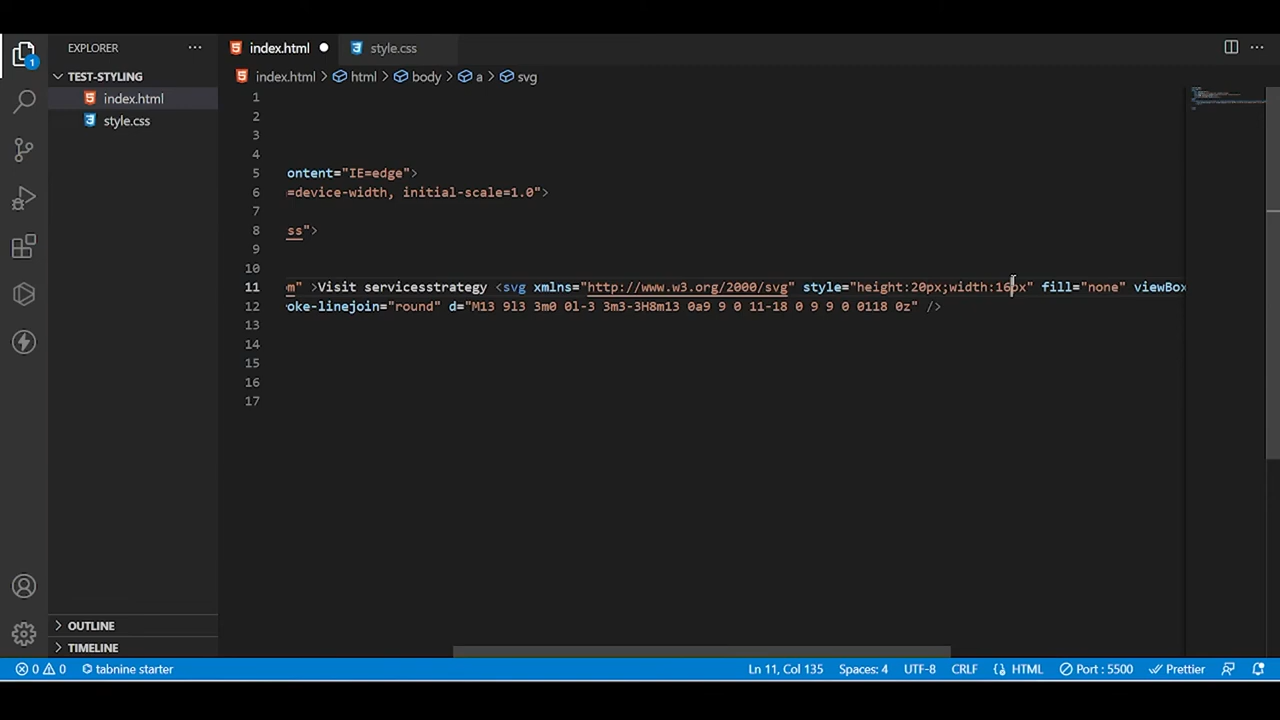 EXPLORER
index.html
style.css
TEST-STYLING
index.html > html > body > a > svg
index.html
style.css
1
1
2
3
4
5 ontent="IE=edge">
6 =device-width, initial-scale=1.0">
7
8 ss">
9
10
11 m" >Visit servicesstrategy <svg xmlns="http://www.w3.org/2000/svg" style="height:20px;width:16px" fill="none" viewBox
12 oke-linejoin="round" d="M13 9l3 3m0 0l-3 3m3-3H8m13 0a9 9 0 11-18 0 9 9 0 0118 0z" />
13
14
15
16
17
OUTLINE
TIMELINE
0 0 tabnine starter Ln 11, Col 135 Spaces: 4 UTF-8 CRLF HTML Port : 5500 Prettier